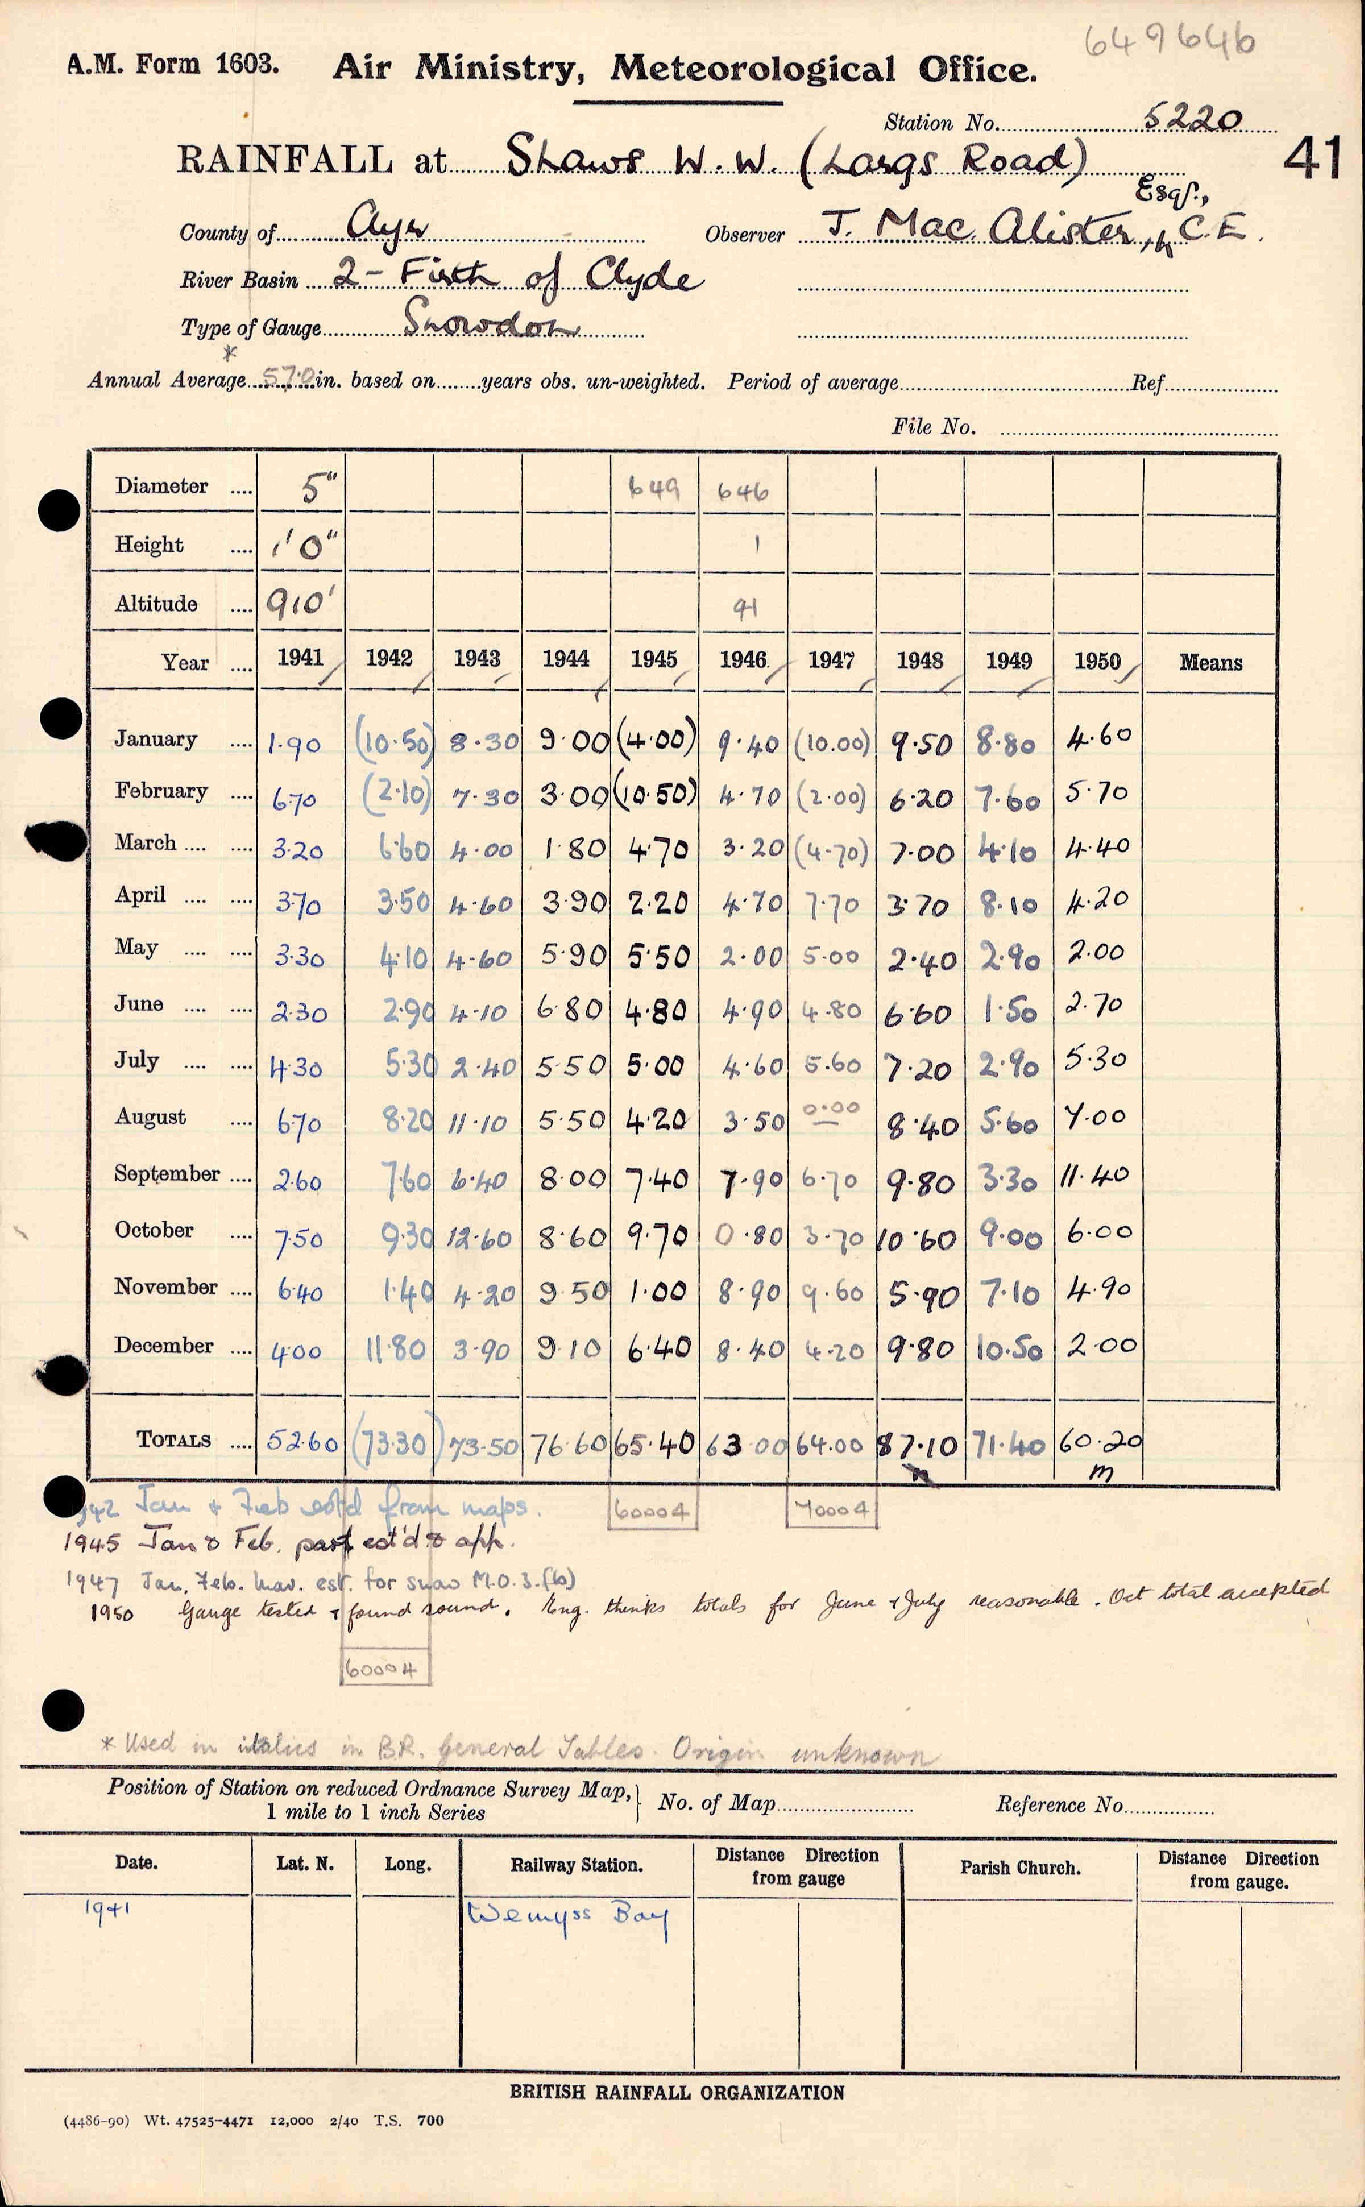 649646
A.M. Form 1603. Air Ministry, Meteorological Office.
Station No. 5220
RAINFALL at Shaws W.W. (Largs Road) 41
County of Ayr Observer J. Mac Alister, Esqr., C.E.
River Basin 2 - Firth of Clyde
Type of Gauge Snowdon
*
Annual Average 57.0 in. based on years obs. un-weighted. Period of average Ref
File No.
Diameter 5" 649 646
Height 1'0" 1
Altitude 910' 91
Year 1941 1942 1943 1944 1945 1946 1947 1948 1949 1950 Means
January 1.90 (10.50) 8.30 9.00 (4.00) 9.40 (10.00) 9.50 8.80 4.60
February 6.70 (2.10) 7.30 3.00 (10.50) 4.70 (2.00) 6.20 7.60 5.70
March 3.20 6.60 4.00 1.80 4.70 3.20 (4.70) 7.00 4.10 4.40
April 3.70 3.50 4.60 3.90 2.20 4.70 7.70 3.70 8.10 4.20
May 3.30 4.10 4.60 5.90 5.50 2.00 5.00 2.40 2.90 2.00
June 2.30 2.90 4.10 6.80 4.80 4.90 4.80 6.60 1.50 2.70
July 4.30 5.30 2.40 5.50 5.00 4.60 5.60 7.20 2.90 5.30
August 6.70 8.20 11.10 5.50 4.20 3.50 0.00 8.40 5.60 7.00
September 2.60 7.60 6.40 8.00 7.40 7.90 6.70 9.80 3.30 11.40
October 7.50 9.30 12.60 8.60 9.70 0.80 3.70 10.60 9.00 6.00
November 6.40 1.40 4.20 9.50 1.00 8.90 9.60 5.90 7.10 4.90
December 4.00 11.80 3.90 9.10 6.40 8.40 4.20 9.80 10.50 2.00
TOTALS 52.60 (73.30) 73.50 76.60 65.40 63.00 64.00 87.10 71.40 60.20
m
1942 Jan & Feb est'd from maps. 60004 70004
1945 Jan & Feb. part est'd & app.
1947 Jan, Feb. Mar. est. for snow M.O.3.(b)
1950 Gauge tested & found sound. Eng. thinks totals for June & July reasonable. Oct total accepted
60004
* Used in italics in B.R. General Tables. Origin unknown
Position of Station on reduced Ordnance Survey Map, 1 mile to 1 inch Series No. of Map Reference No.
Date. Lat. N. Long. Railway Station. Distance Direction from gauge Parish Church. Distance Direction from gauge.
1941 Wemyss Bay
BRITISH RAINFALL ORGANIZATION
(4486-90) Wt. 47525-4471 12,000 2/40 T.S. 700